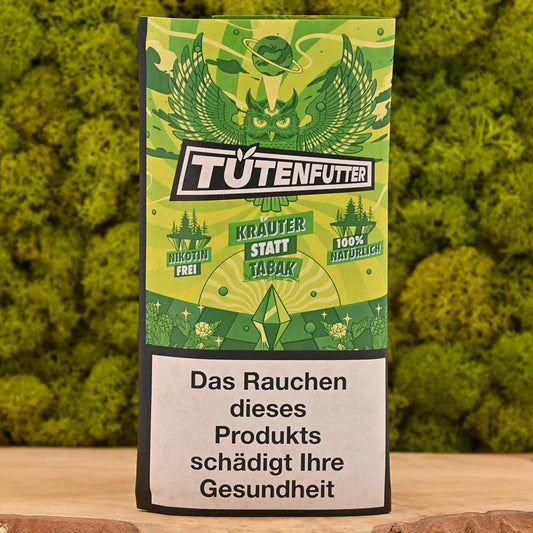 TÜTENFUTTER
KRÄUTER
STATT
TABAK
NIKOTIN
FREI
100%
NATÜRLICH
Das Rauchen
dieses
Produkts
schädigt Ihre
Gesundheit